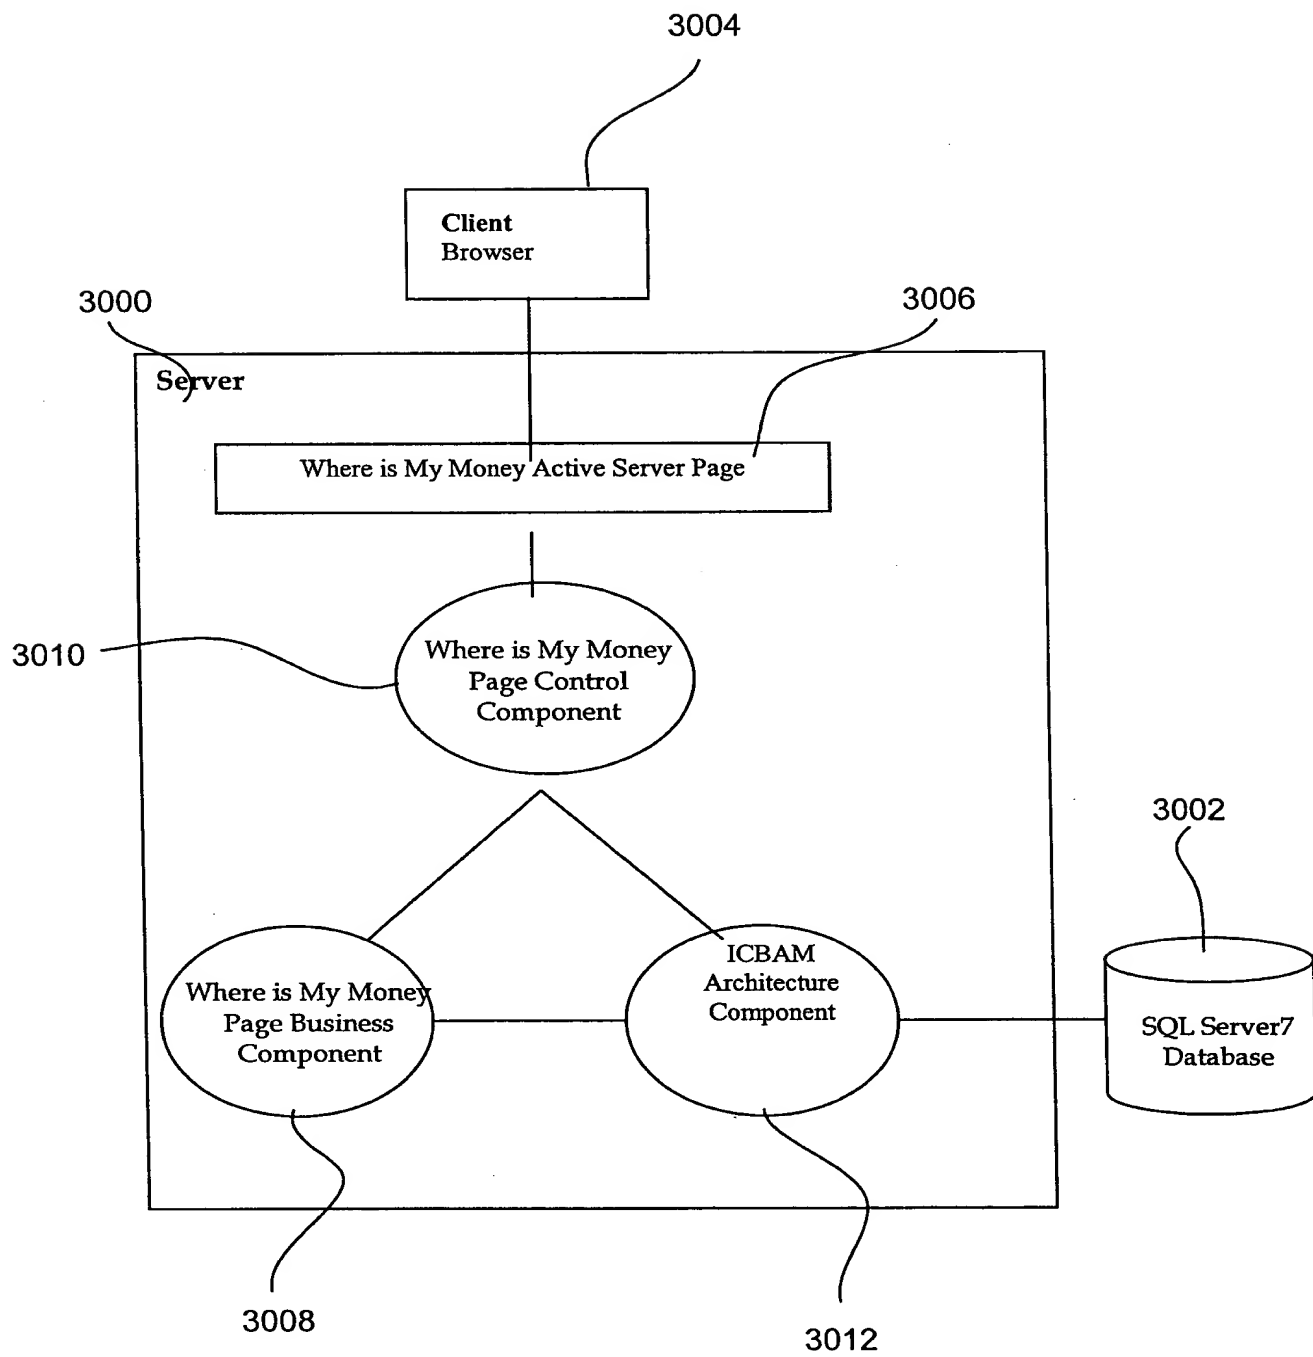 3004
Client
Browser
3000
3006
Server
Where is My Money Active Server Page
3010
Where is My Money
Page Control
Component
3002
ICBAM
Architecture
Component
Where is My Money
Page Business
Component
SQL Server7
Database
3008
3012